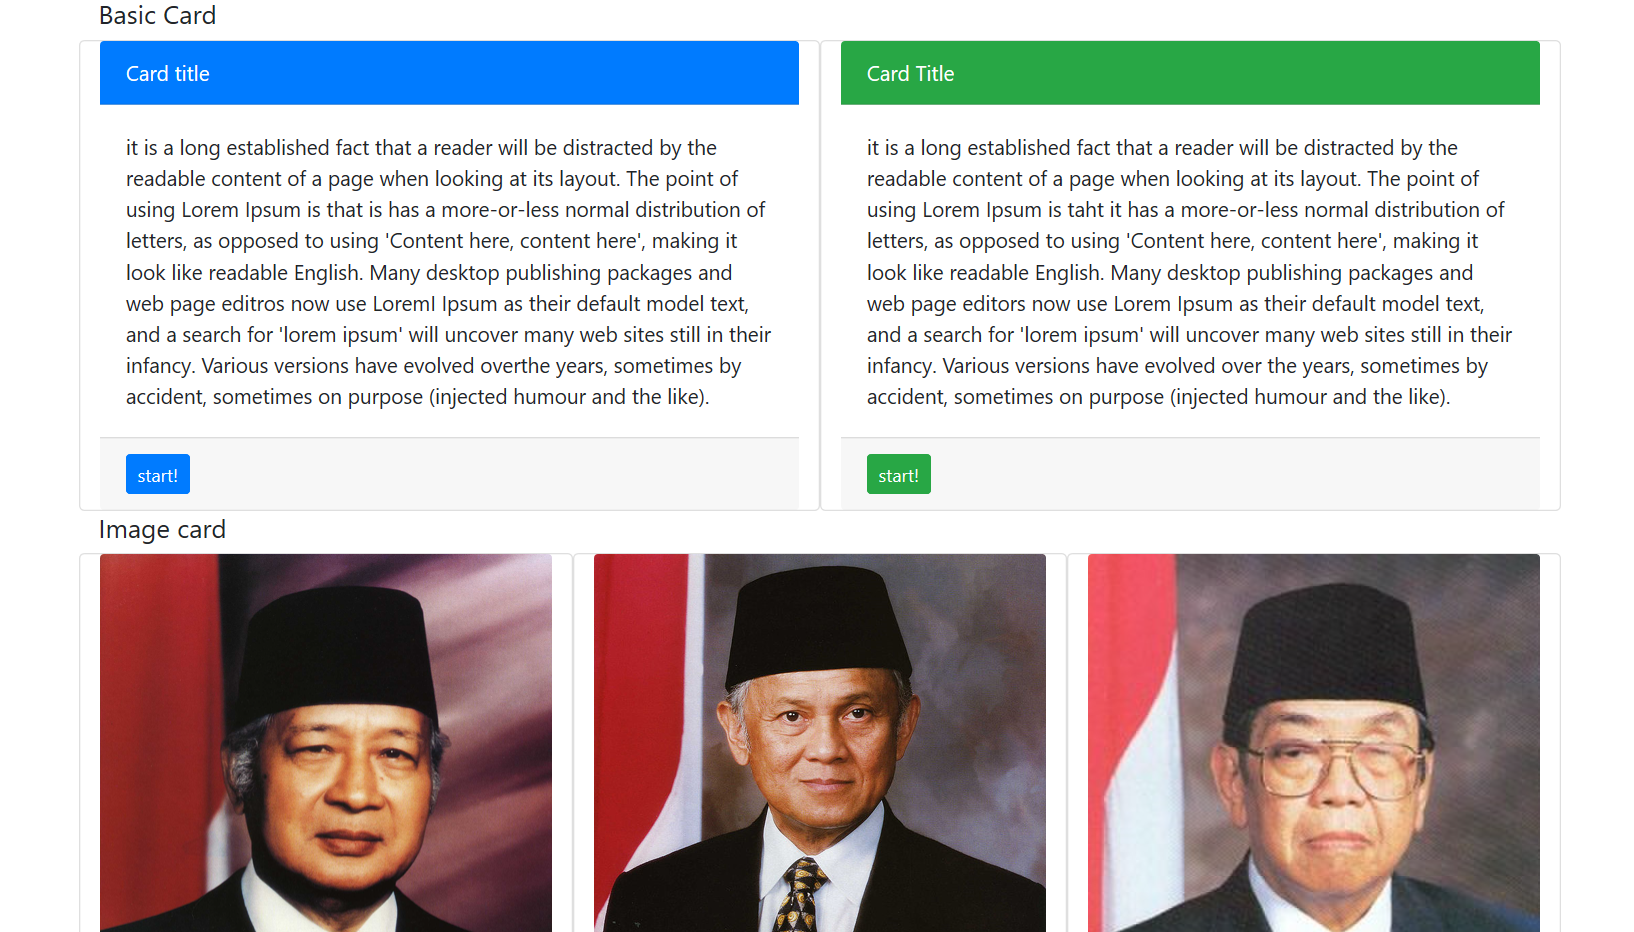 Basic Card
Card title
it is a long established fact that a reader will be distracted by the
readable content of a page when looking at its layout. The point of
using Lorem Ipsum is that is has a more-or-less normal distribution of
letters, as opposed to using 'Content here, content here', making it
look like readable English. Many desktop publishing packages and
web page editros now use Loreml Ipsum as their default model text,
and a search for 'lorem ipsum' will uncover many web sites still in their
infancy. Various versions have evolved overthe years, sometimes by
accident, sometimes on purpose (injected humour and the like).
start!
Card Title
it is a long established fact that a reader will be distracted by the
readable content of a page when looking at its layout. The point of
using Lorem Ipsum is taht it has a more-or-less normal distribution of
letters, as opposed to using 'Content here, content here', making it
look like readable English. Many desktop publishing packages and
web page editors now use Lorem Ipsum as their default model text,
and a search for 'lorem ipsum' will uncover many web sites still in their
infancy. Various versions have evolved over the years, sometimes by
accident, sometimes on purpose (injected humour and the like).
start!
Image card